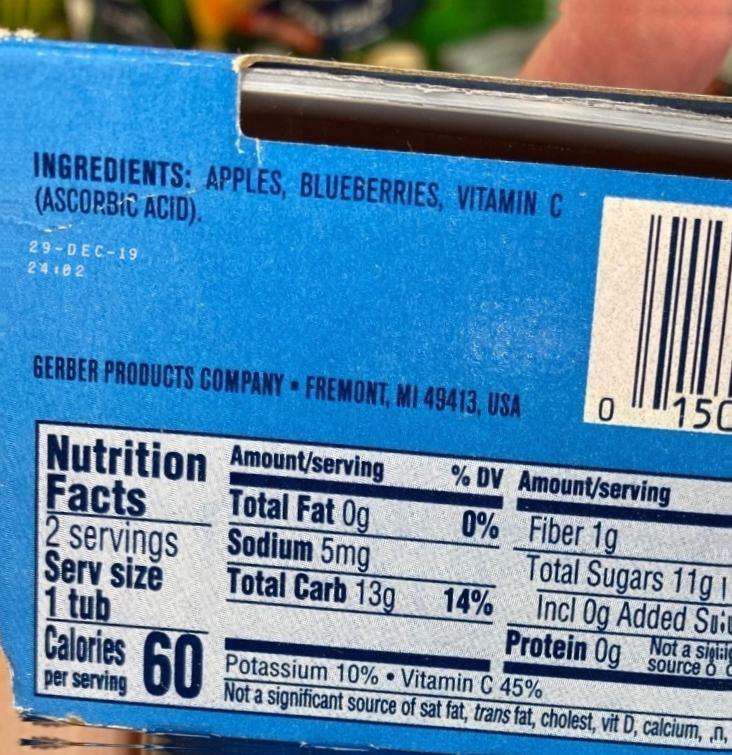 INGREDIENTS: APPLES, BLUEBERRIES, VITAMIN C
(ASCORBIC ACID).
29-DEC-19
24:02
GERBER PRODUCTS COMPANY • FREMONT, MI 49413, USA
0 150
Nutrition
Facts
2 servings
Serv size
1 tub
Calories 60
per serving
Amount/serving % DV
Total Fat 0g 0%
Sodium 5mg
Total Carb 13g 14%
Amount/serving
Fiber 1g
Total Sugars 11g
Incl 0g Added
Protein 0g Not a
source
Potassium 10% • Vitamin C 45%
Not a significant source of sat fat, trans fat, cholest, vit D, calcium,